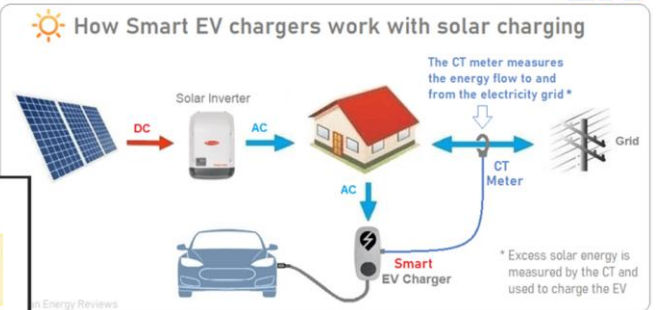 How Smart EV chargers work with solar charging
The CT meter measures
the energy flow to and
from the electricity grid *
Solar Inverter
DC
AC
Grid
CT
Meter
AC
Smart
EV Charger
* Excess solar energy is
measured by the CT and
used to charge the EV
Energy Reviews